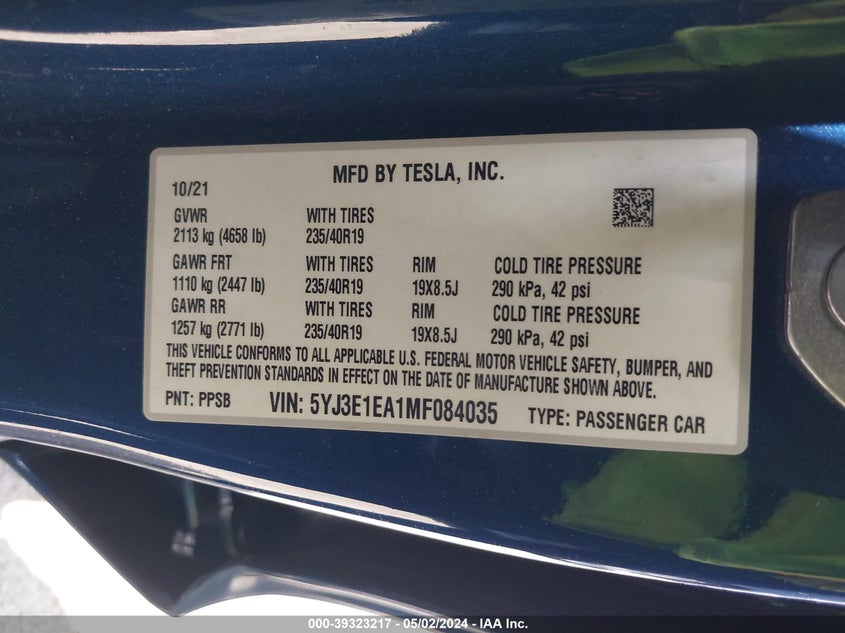 MFD BY TESLA, INC.
10/21
GVWR WITH TIRES
2113 kg (4658 lb) 235/40R19
GAWR FRT WITH TIRES RIM COLD TIRE PRESSURE
1110 kg (2447 lb) 235/40R19 19X8.5J 290 kPa, 42 psi
GAWR RR WITH TIRES RIM COLD TIRE PRESSURE
1257 kg (2771 lb) 235/40R19 19X8.5J 290 kPa, 42 psi
THIS VEHICLE CONFORMS TO ALL APPLICABLE U.S. FEDERAL MOTOR VEHICLE SAFETY, BUMPER, AND
THEFT PREVENTION STANDARDS IN EFFECT ON THE DATE OF MANUFACTURE SHOWN ABOVE.
PNT: PPSB VIN: 5YJ3E1EA1MF084035 TYPE: PASSENGER CAR
000-39323217 - 05/02/2024 - IAA Inc.